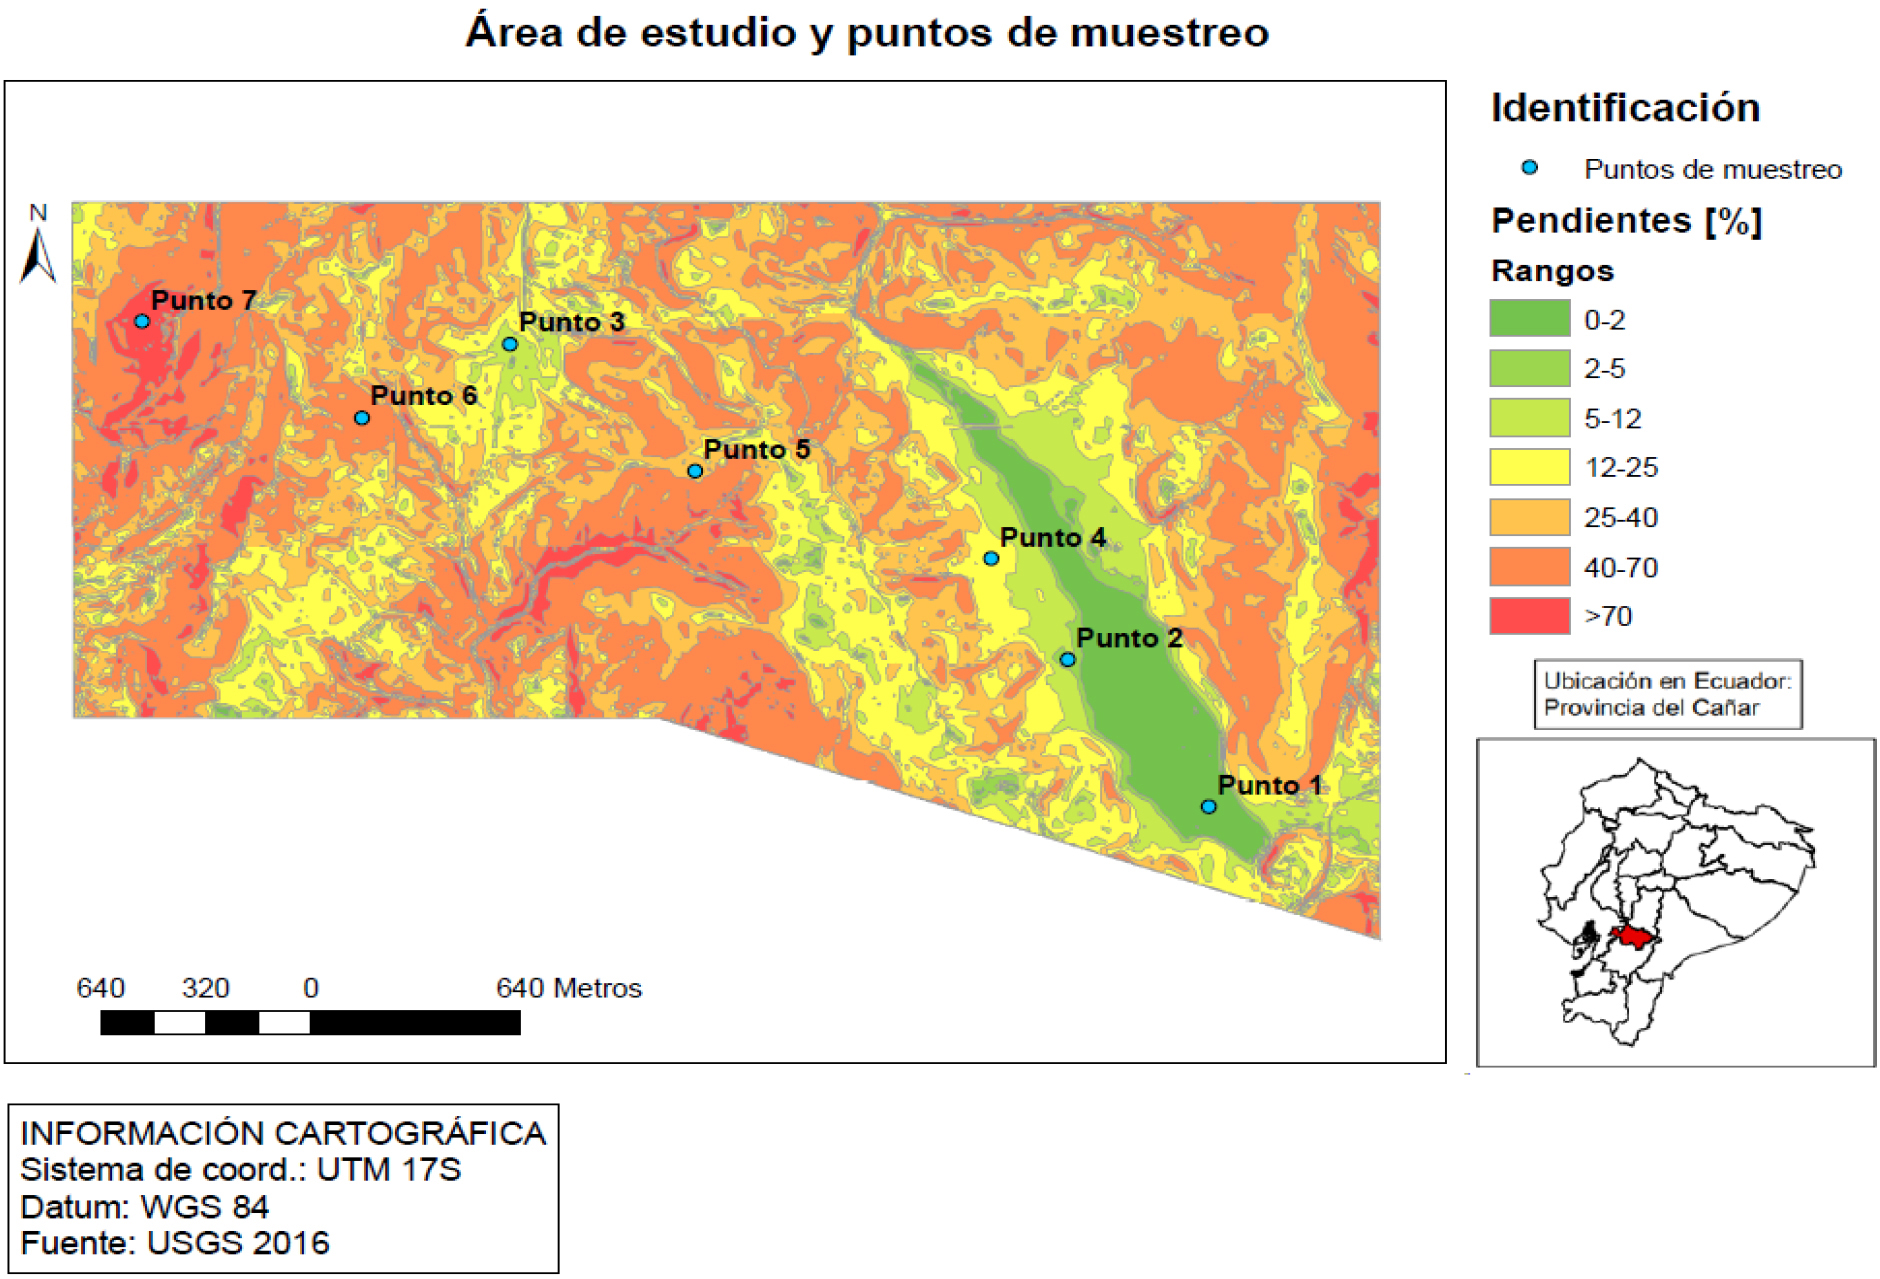 Área de estudio y puntos de muestreo
N
Punto 7
Punto 3
Punto 6
Punto 5
Punto 4
Punto 2
Punto 1
640 320 0 640 Metros
Identificación
Puntos de muestreo
Pendientes [%]
Rangos
0-2
2-5
5-12
12-25
25-40
40-70
>70
Ubicación en Ecuador:
Provincia del Cañar
INFORMACIÓN CARTOGRÁFICA
Sistema de coord.: UTM 17S
Datum: WGS 84
Fuente: USGS 2016